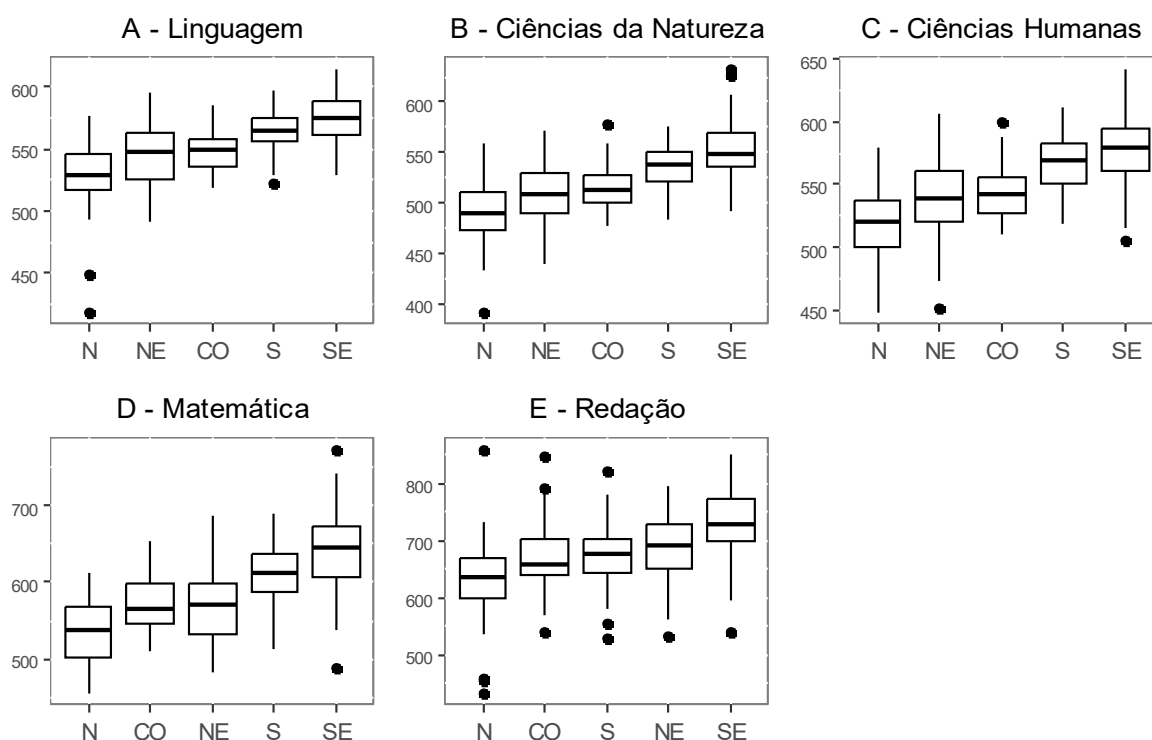 A - Linguagem
600
550
500
450
N NE CO S SE
B - Ciências da Natureza
600
550
500
450
400
N NE CO S SE
C - Ciências Humanas
650
600
550
500
450
N NE CO S SE
D - Matemática
700
600
500
N CO NE S SE
E - Redação
800
700
600
500
N CO S NE SE